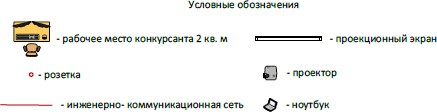 Условные обозначения
- рабочее место конкурсанта 2 кв. м
- проекционный экран
- розетка
- проектор
- инженерно- коммуникационная сеть
- ноутбук